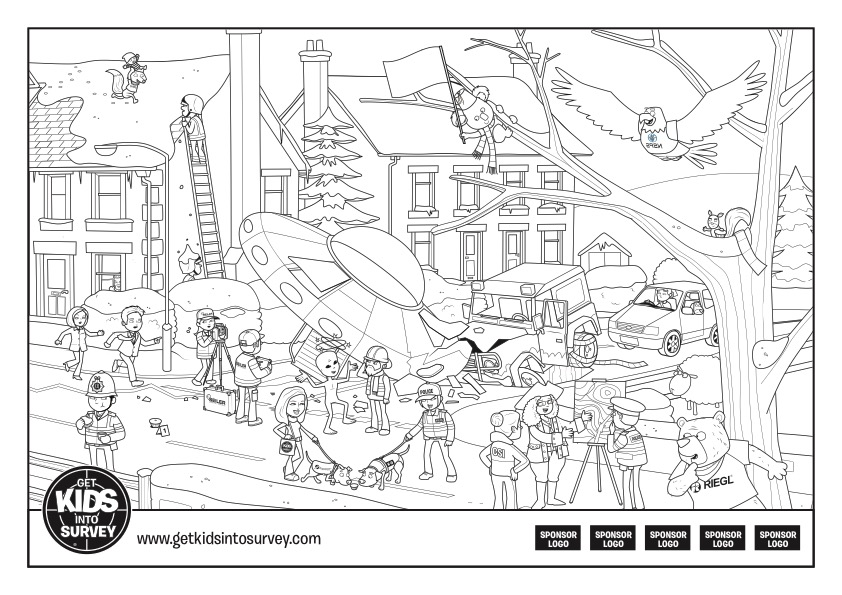 NSPS
POLICE
CSI
RIEGL
GET
KIDS
INTO
SURVEY
www.getkidsintosurvey.com
SPONSOR
LOGO
SPONSOR
LOGO
SPONSOR
LOGO
SPONSOR
LOGO
SPONSOR
LOGO